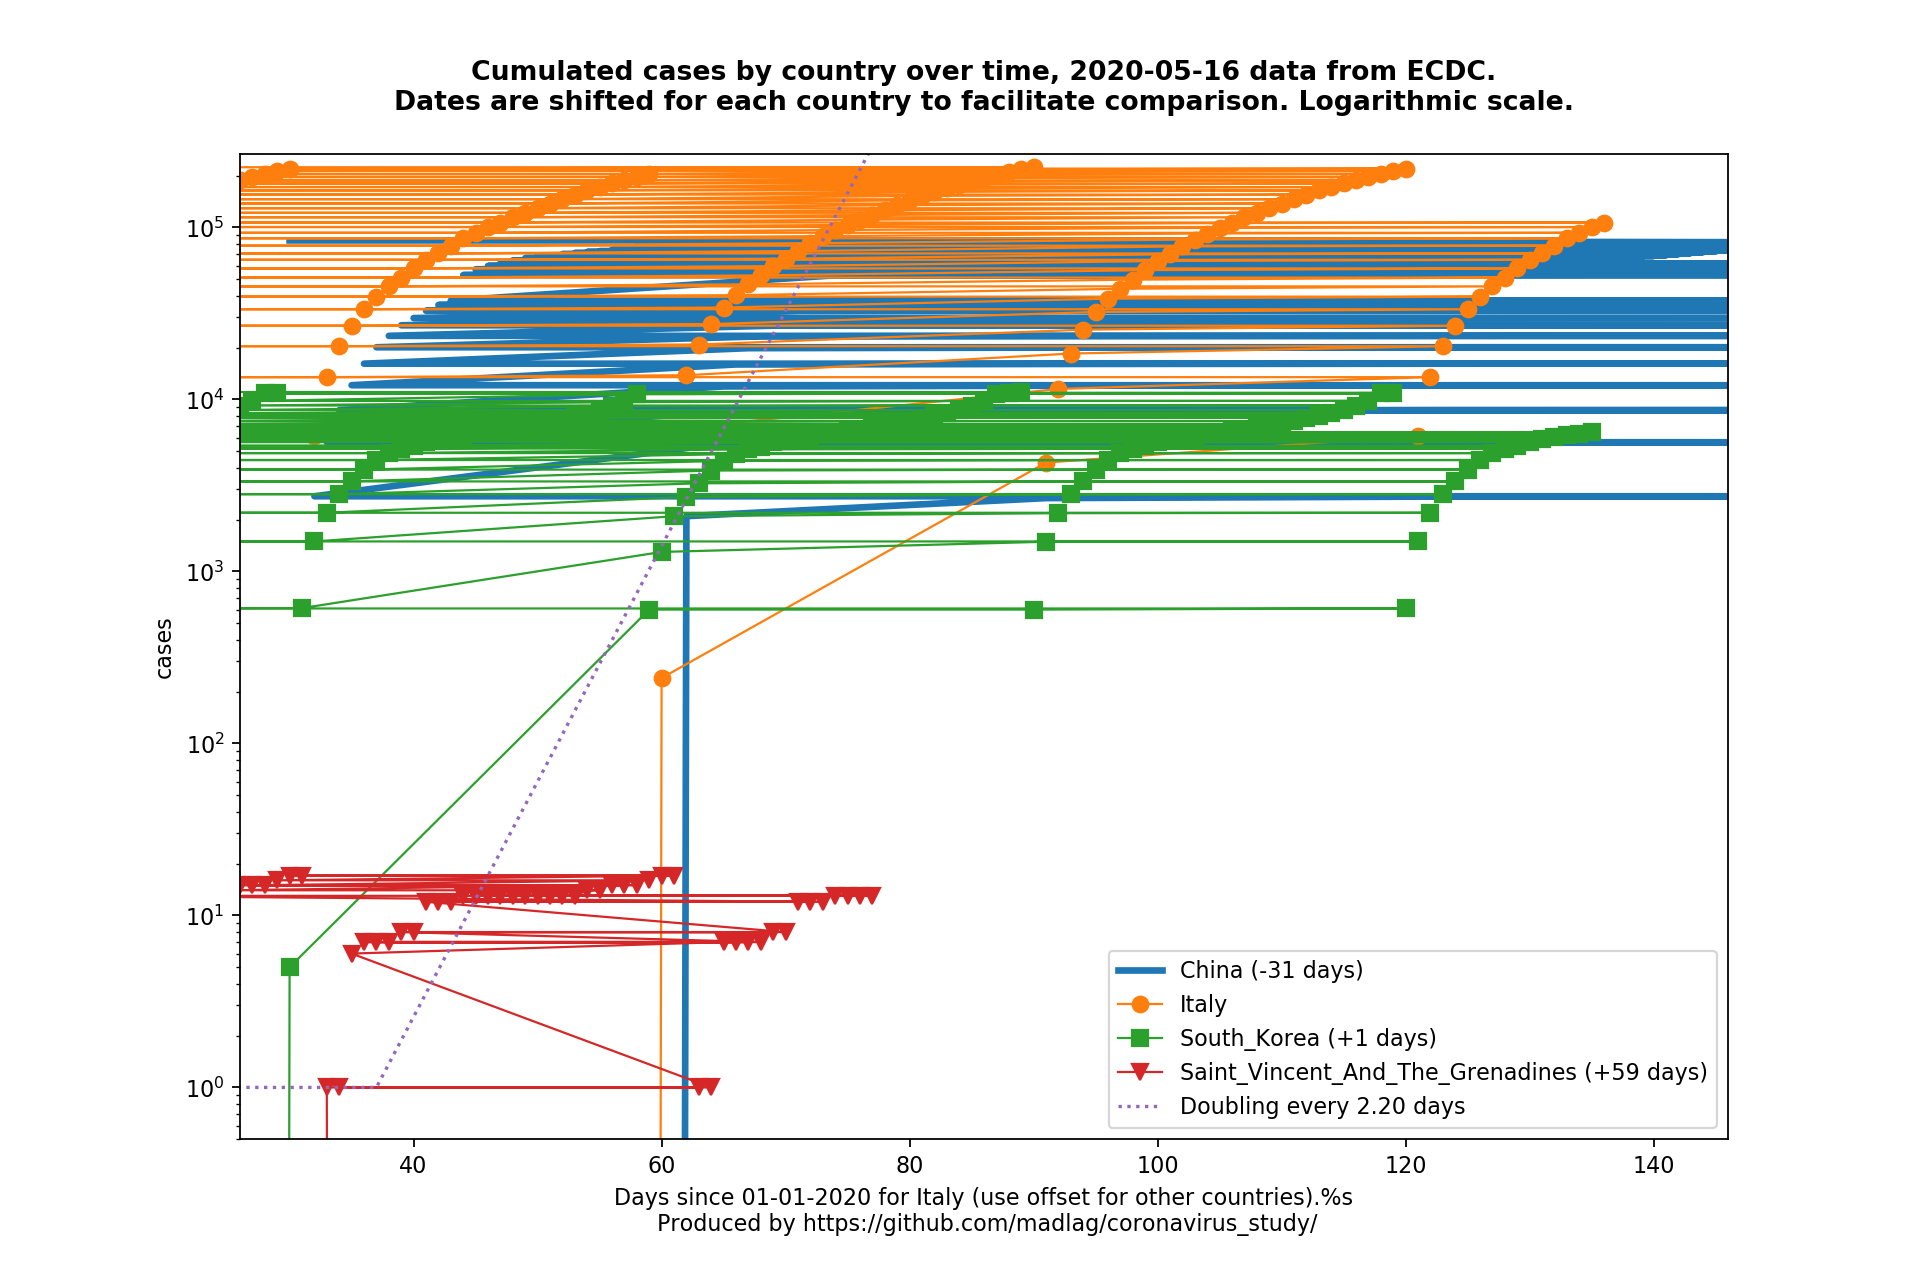 Cumulated cases by country over time, 2020-05-16 data from ECDC.
Dates are shifted for each country to facilitate comparison. Logarithmic scale.
10^5
10^4
10^3
10^2
10^1
10^0
cases
China (-31 days)
Italy
South_Korea (+1 days)
Saint_Vincent_And_The_Grenadines (+59 days)
Doubling every 2.20 days
40 60 80 100 120 140
Days since 01-01-2020 for Italy (use offset for other countries).%s
Produced by https://github.com/madlag/coronavirus_study/